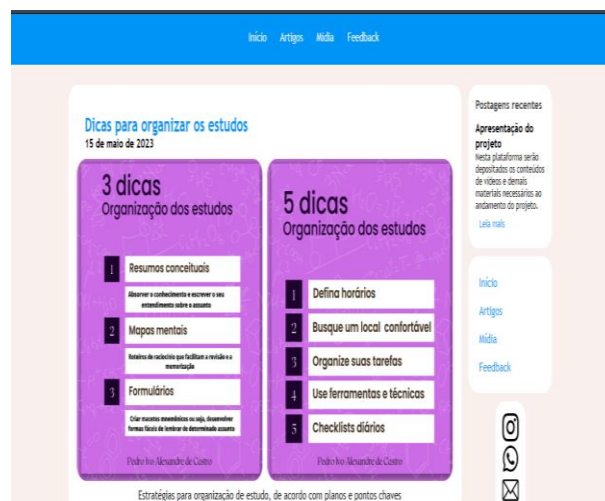 Início Artigos Mídia Feedback
Dicas para organizar os estudos
15 de maio de 2023
3 dicas
Organização dos estudos
1 Resumos conceituais
Absorver o conhecimento e escrever o seu
entendimento sobre o assunto
2 Mapas mentais
Roteiros de raciocínio que facilitam a revisão e a
memorização
3 Formulários
Criar macetes mnemônicos ou seja, desenvolver
formas fáceis de lembrar de determinado assunto
Pedro Ivo Alexandre de Castro
5 dicas
Organização dos estudos
1 Defina horários
2 Busque um local confortável
3 Organize suas tarefas
4 Use ferramentas e técnicas
5 Checklists diários
Pedro Ivo Alexandre de Castro
Estratégias para organização de estudo, de acordo com planos e pontos chaves
Postagens recentes
Apresentação do
projeto
Nesta plataforma serão
depositados os conteúdos
de vídeos e demais
materiais necessários ao
andamento do projeto.
Leia mais
Início
Artigos
Mídia
Feedback